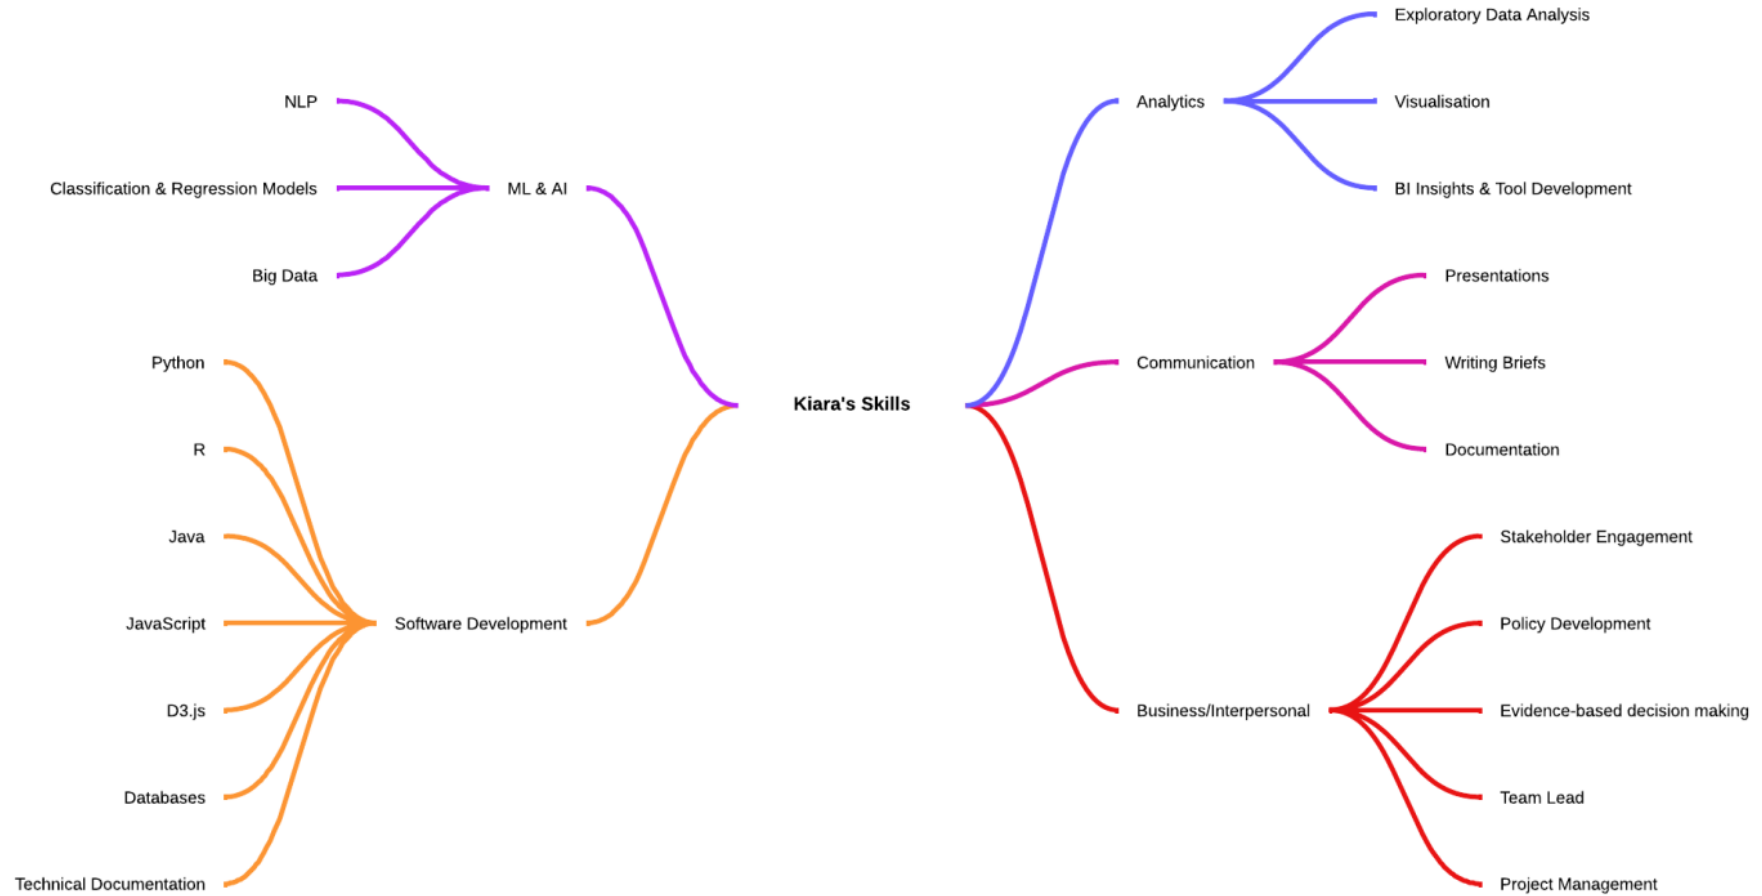 Kiara's Skills
ML & AI
NLP
Classification & Regression Models
Big Data
Software Development
Python
R
Java
JavaScript
D3.js
Databases
Technical Documentation
Analytics
Exploratory Data Analysis
Visualisation
BI Insights & Tool Development
Communication
Presentations
Writing Briefs
Documentation
Business/Interpersonal
Stakeholder Engagement
Policy Development
Evidence-based decision making
Team Lead
Project Management